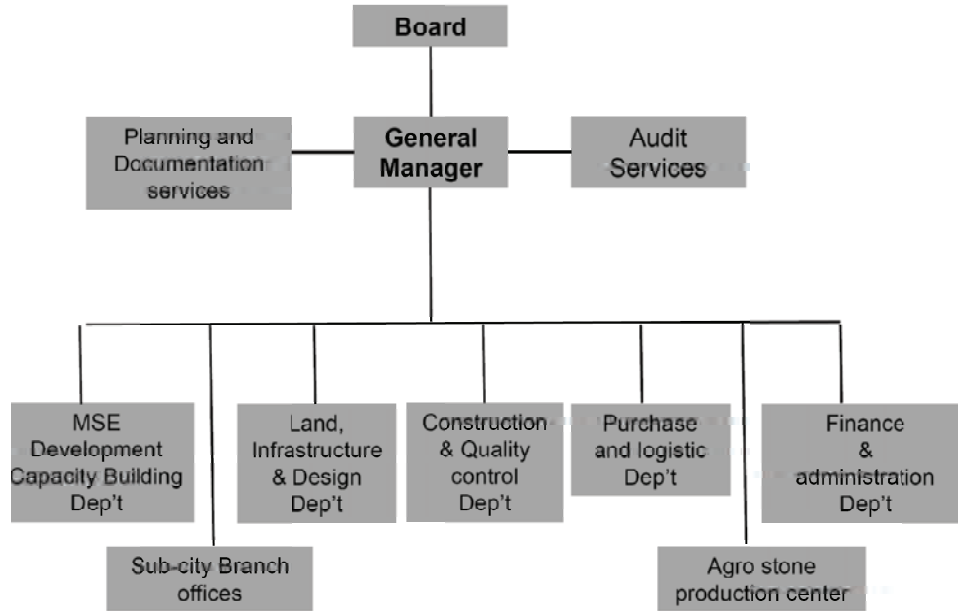 Board
Planning and
Documentation
services
General
Manager
Audit
Services
MSE
Development
Capacity Building
Dep't
Land,
Infrastructure
& Design
Dep't
Construction
& Quality
control
Dep't
Purchase
and logistic
Dep't
Finance
&
administration
Dep't
Sub-city Branch
offices
Agro stone
production center